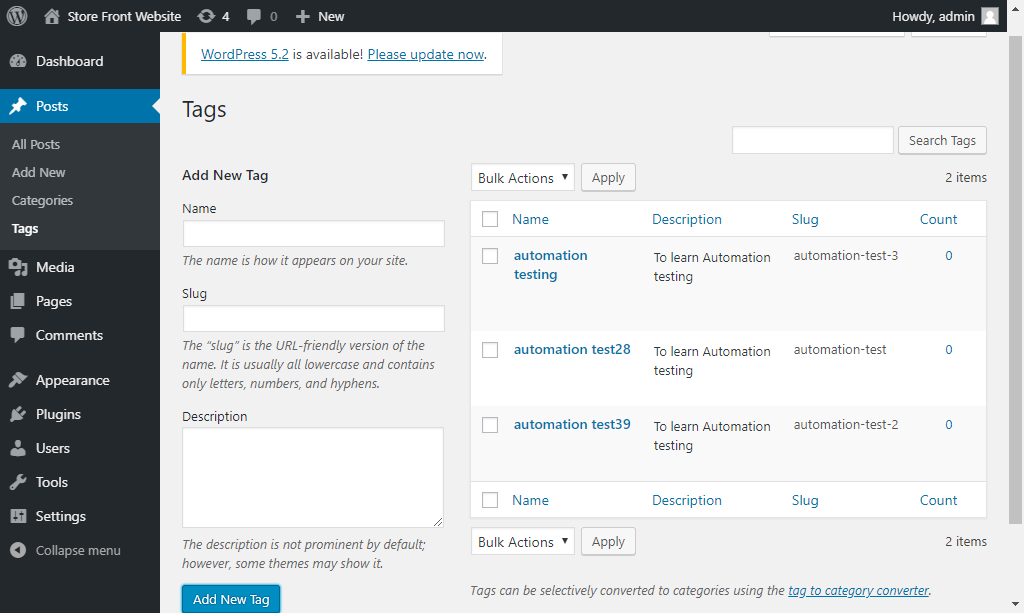 Store Front Website 4 0 New Howdy, admin
Dashboard
Posts
All Posts
Add New
Categories
Tags
Media
Pages
Comments
Appearance
Plugins
Users
Tools
Settings
Collapse menu
WordPress 5.2 is available! Please update now.
Tags
Search Tags
Add New Tag
Name
The name is how it appears on your site.
Slug
The “slug” is the URL-friendly version of the
name. It is usually all lowercase and contains
only letters, numbers, and hyphens.
Description
The description is not prominent by default;
however, some themes may show it.
Add New Tag
Bulk Actions Apply 2 items
Name Description Slug Count
automation To learn Automation automation-test-3 0
testing testing
automation test28 To learn Automation automation-test 0
testing
automation test39 To learn Automation automation-test-2 0
testing
Name Description Slug Count
Bulk Actions Apply 2 items
Tags can be selectively converted to categories using the tag to category converter.